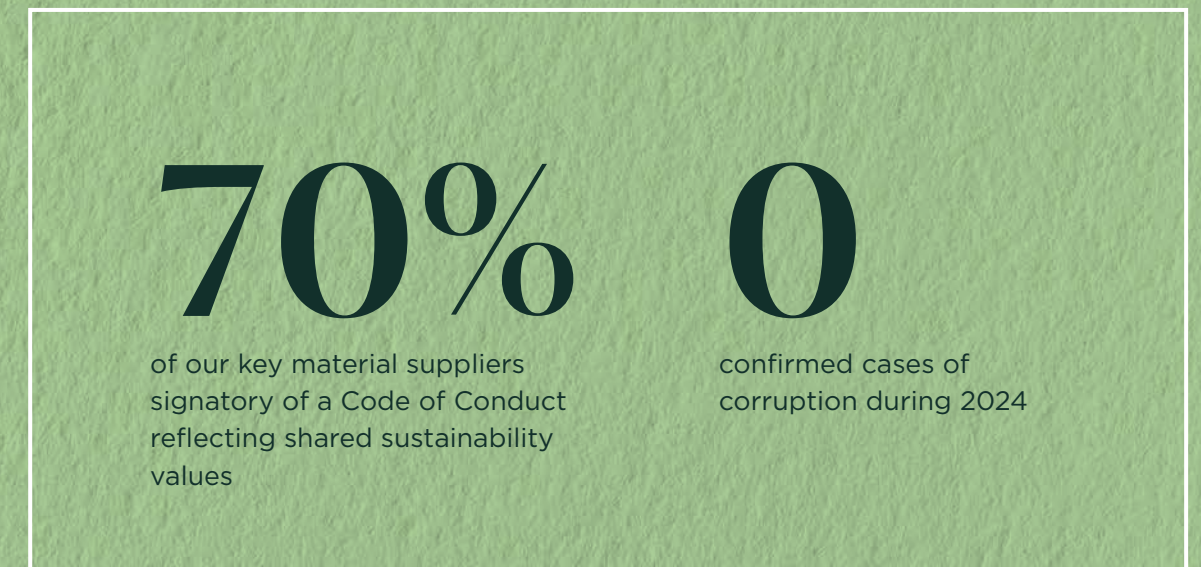 70%
of our key material suppliers
signatory of a Code of Conduct
reflecting shared sustainability
values
0
confirmed cases of
corruption during 2024